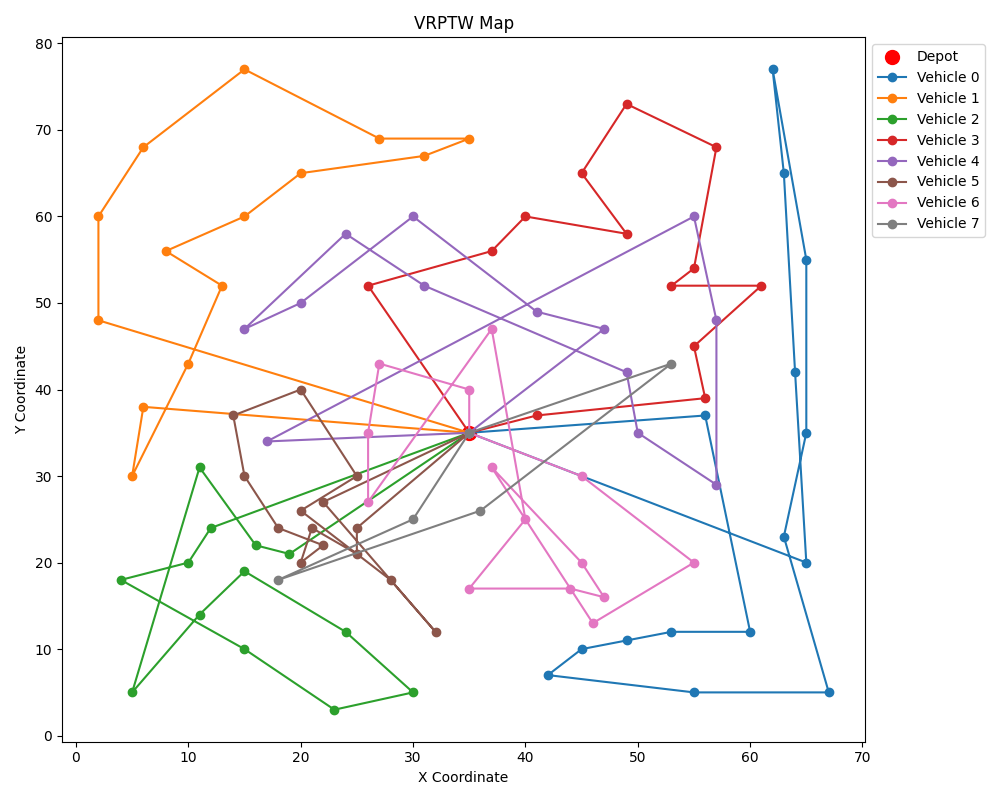 VRPTW Map
80
70
60
50
40
30
20
10
0
Y Coordinate
0 10 20 30 40 50 60 70
X Coordinate
Depot
Vehicle 0
Vehicle 1
Vehicle 2
Vehicle 3
Vehicle 4
Vehicle 5
Vehicle 6
Vehicle 7